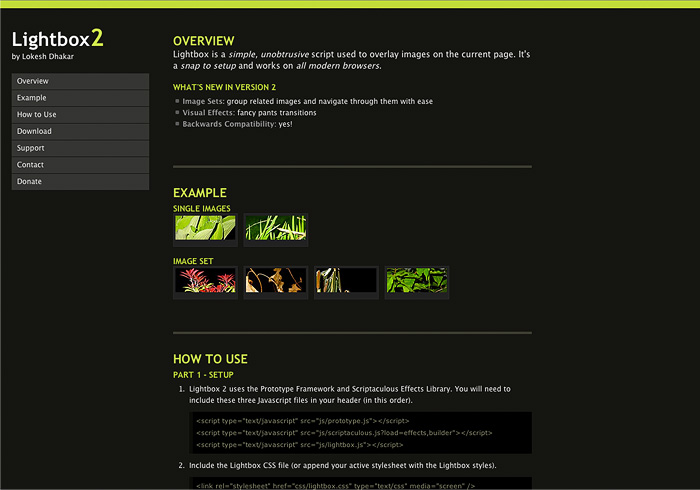 Lightbox2
by Lokesh Dhakar
Overview
Example
How to Use
Download
Support
Contact
Donate
OVERVIEW
Lightbox is a simple, unobtrusive script used to overlay images on the current page. It's
a snap to setup and works on all modern browsers.
WHAT'S NEW IN VERSION 2
Image Sets: group related images and navigate through them with ease
Visual Effects: fancy pants transitions
Backwards Compatibility: yes!
EXAMPLE
SINGLE IMAGES
IMAGE SET
HOW TO USE
PART 1 - SETUP
1. Lightbox 2 uses the Prototype Framework and Scriptaculous Effects Library. You will need to
include these three Javascript files in your header (in this order).
<script type="text/javascript" src="js/prototype.js"></script>
<script type="text/javascript" src="js/scriptaculous.js?load=effects,builder"></script>
<script type="text/javascript" src="js/lightbox.js"></script>
2. Include the Lightbox CSS file (or append your active stylesheet with the Lightbox styles).
<link rel="stylesheet" href="css/lightbox.css" type="text/css" media="screen" />